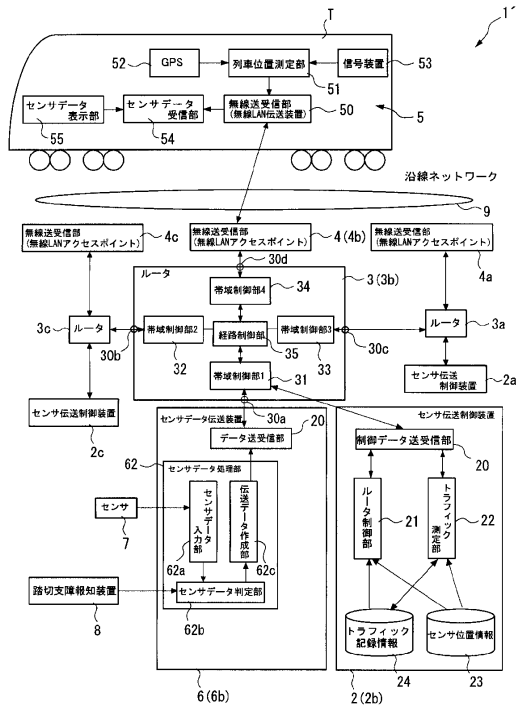 T
1´
52
GPS
列車位置測定部
信号装置
53
51
センサデータ
表示部
センサデータ
受信部
無線送受信部
(無線LAN伝送装置)
50
5
55
54
沿線ネットワーク
9
無線送受信部
(無線LANアクセスポイント)
4c
無線送受信部
(無線LANアクセスポイント)
4 (4b)
無線送受信部
(無線LANアクセスポイント)
4a
30d
ルータ
3 (3b)
帯域制御部4
34
3c
ルータ
30b
帯域制御部2
32
経路制御部
35
帯域制御部3
33
30c
ルータ
3a
帯域制御部1
31
センサ伝送
制御装置
2a
センサ伝送制御装置
2c
30a
センサデータ伝送装置
20
データ送受信部
センサ伝送制御装置
制御データ送受信部
20
62
センサデータ処理部
センサデータ入力部
伝送データ作成部
ルータ制御部
21
トラフィック測定部
22
センサ
7
62a
62c
踏切支障報知装置
8
センサデータ判定部
62b
トラフィック
記録情報
24
センサ位置情報
23
6 (6b)
2 (2b)